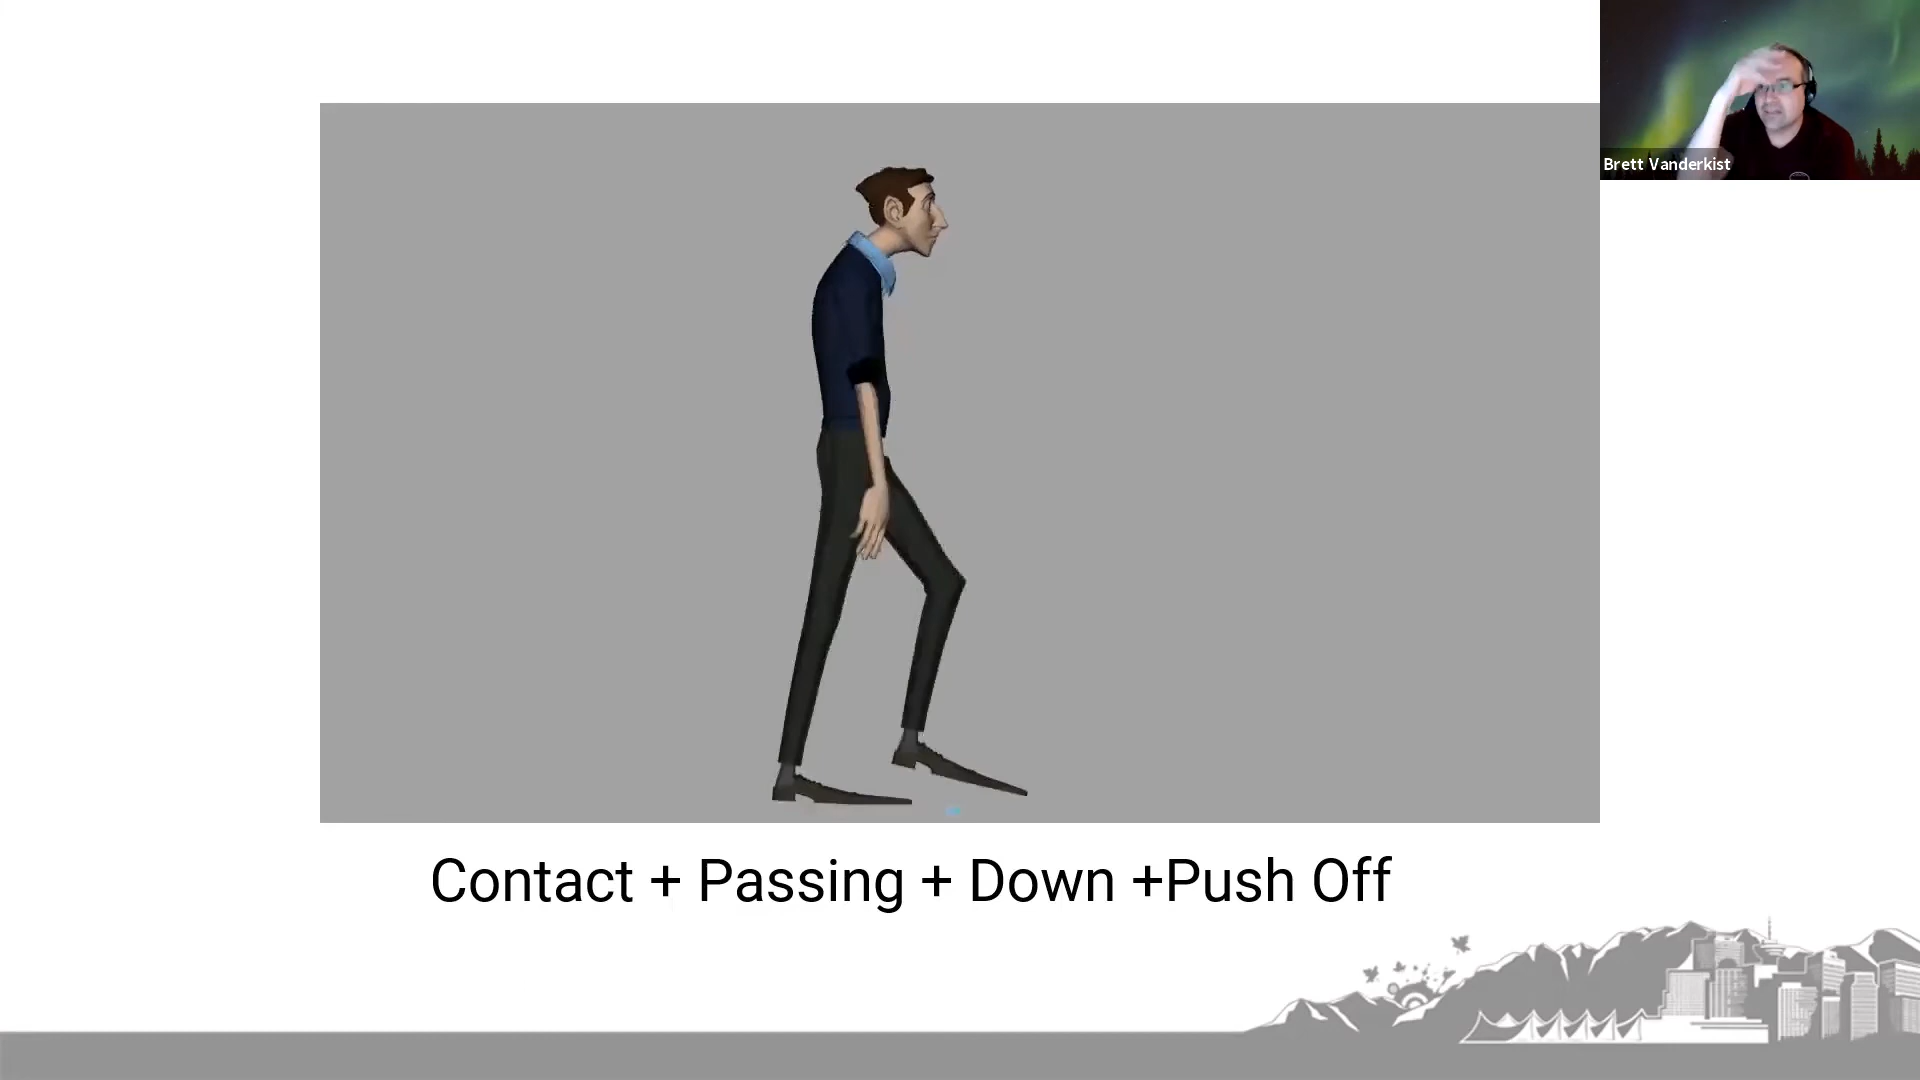 Brett Vanderkist
Contact + Passing + Down +Push Off